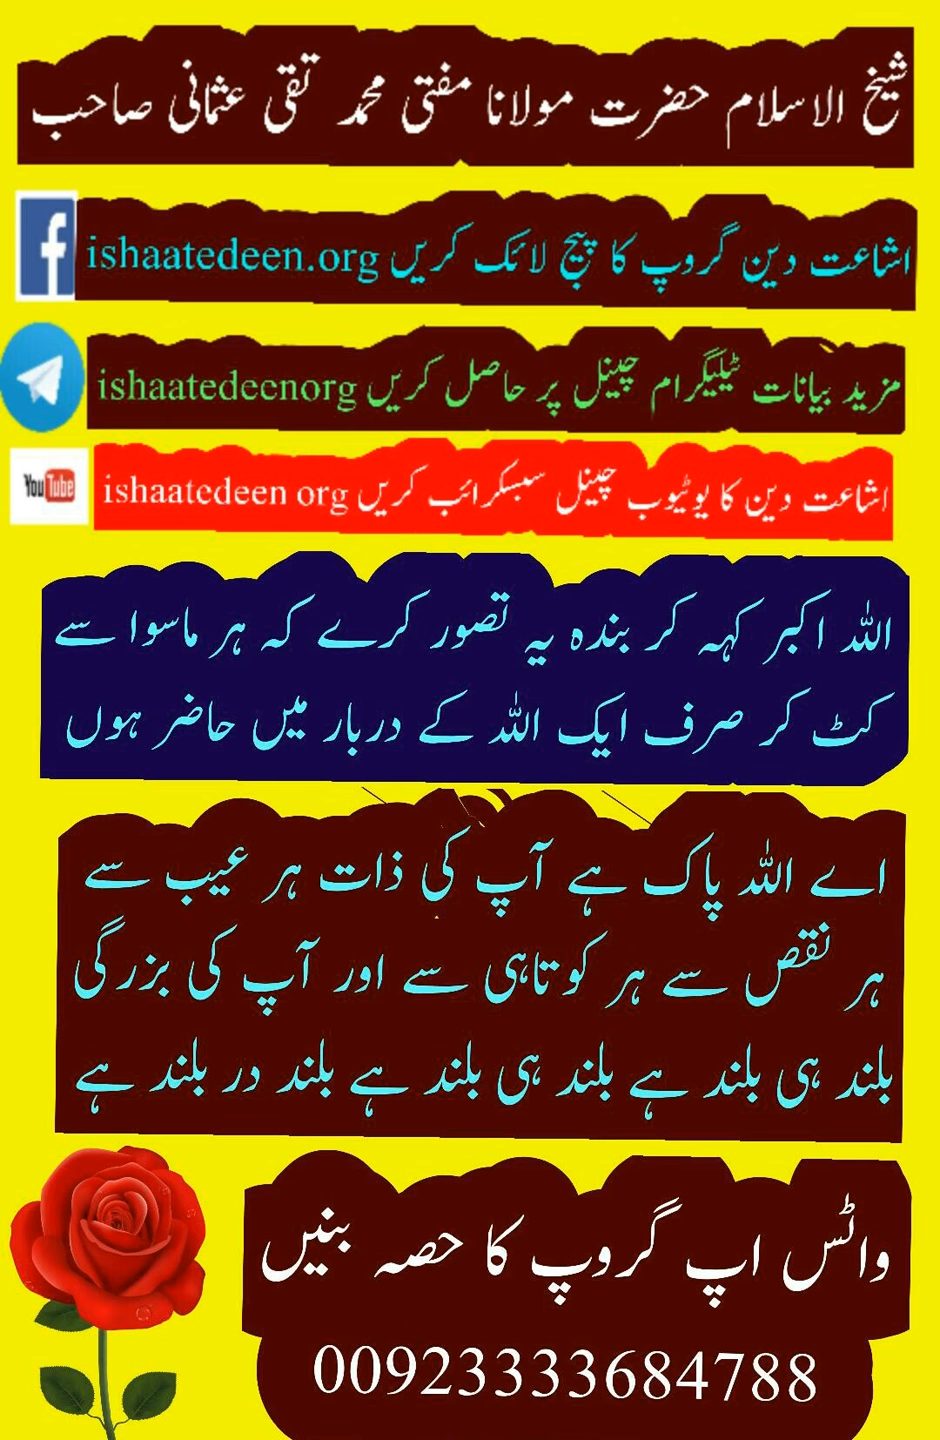 شیخ الاسلام حضرت مولانا مفتی محمد تقی عثمانی صاحب
اشاعت دین گروپ کا پیج لائک کریں ishaatedeen.org
مزید بیانات ٹیلیگرام چینل پر حاصل کریں ishaatedeenorg
YouTube
اشاعت دین کا یوٹیوب چینل سبسکرائب کریں ishaatedeen org
اللہ اکبر کہہ کر بندہ یہ تصور کرے کہ ہر ماسوا سے
کٹ کر صرف ایک اللہ کے دربار میں حاضر ہوں
اے اللہ پاک ہے آپ کی ذات ہر عیب سے
ہر نقص سے ہر کوتاہی سے اور آپ کی بزرگی
بلند ہی بلند ہے بلند ہی بلند ہے بلند در بلند ہے
واٹس اپ گروپ کا حصہ بنیں
00923333684788